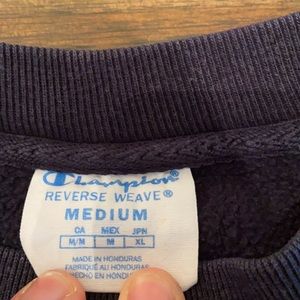 Champion®
REVERSE WEAVE®
MEDIUM
CA MEX JPN
M/M M XL
MADE IN HONDURAS
FABRIQUÉ AU HONDURAS
HECHO EN HONDURAS